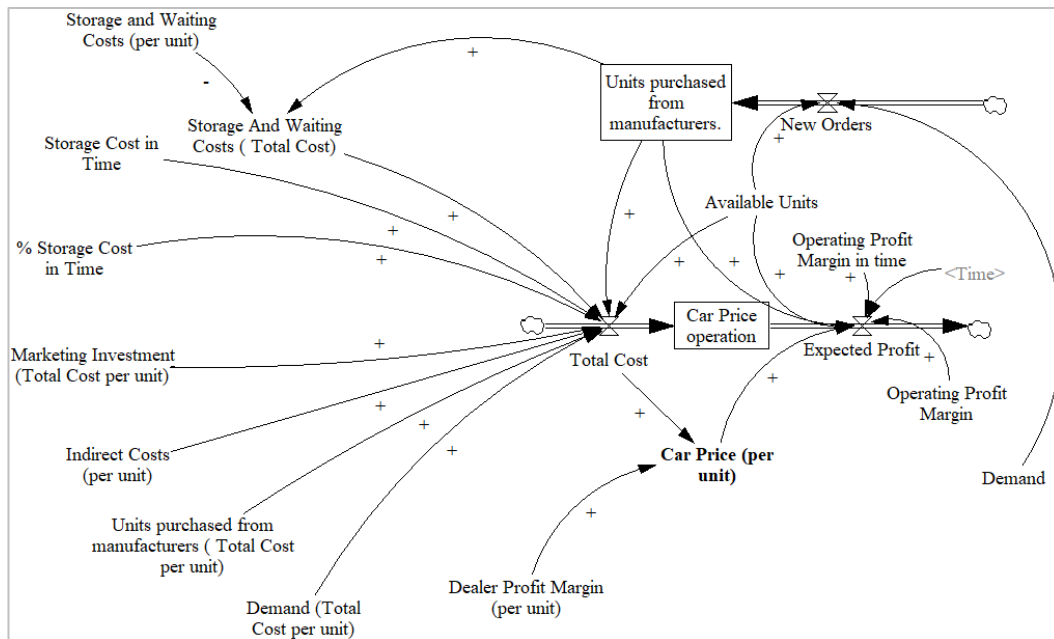 Storage and Waiting
Costs (per unit)
-
+
Units purchased
from
manufacturers.
New Orders
+
Storage And Waiting
Costs ( Total Cost)
Storage Cost in
Time
+
+
Available Units
+
% Storage Cost
in Time
+
+
+
+
Operating Profit
Margin in time
+
<Time>
Car Price
operation
Marketing Investment
(Total Cost per unit)
+
Total Cost
Expected Profit
+
+
Operating Profit
Margin
+
+
+
+
Indirect Costs
(per unit)
Car Price (per
unit)
Demand
Units purchased from
manufacturers ( Total Cost
per unit)
+
Dealer Profit Margin
(per unit)
Demand (Total
Cost per unit)